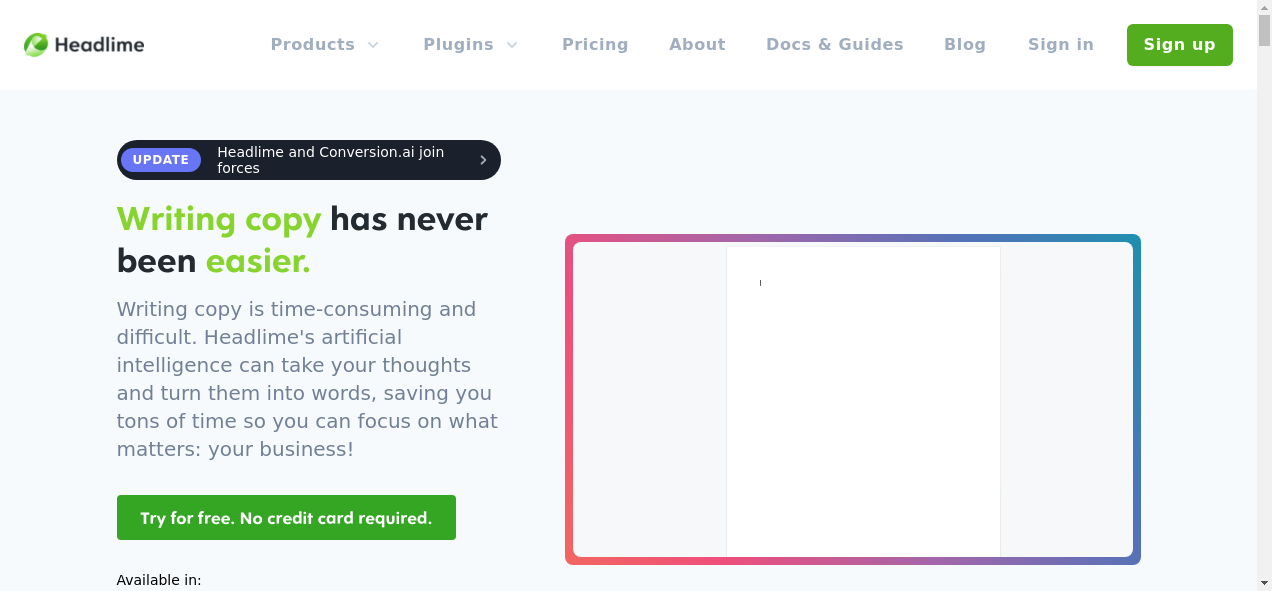 Headlime
Products
Plugins
Pricing
About
Docs & Guides
Blog
Sign in
Sign up
UPDATE
Headlime and Conversion.ai join
forces
Writing copy has never
been easier.
Writing copy is time-consuming and
difficult. Headlime's artificial
intelligence can take your thoughts
and turn them into words, saving you
tons of time so you can focus on what
matters: your business!
Try for free. No credit card required.
Available in: